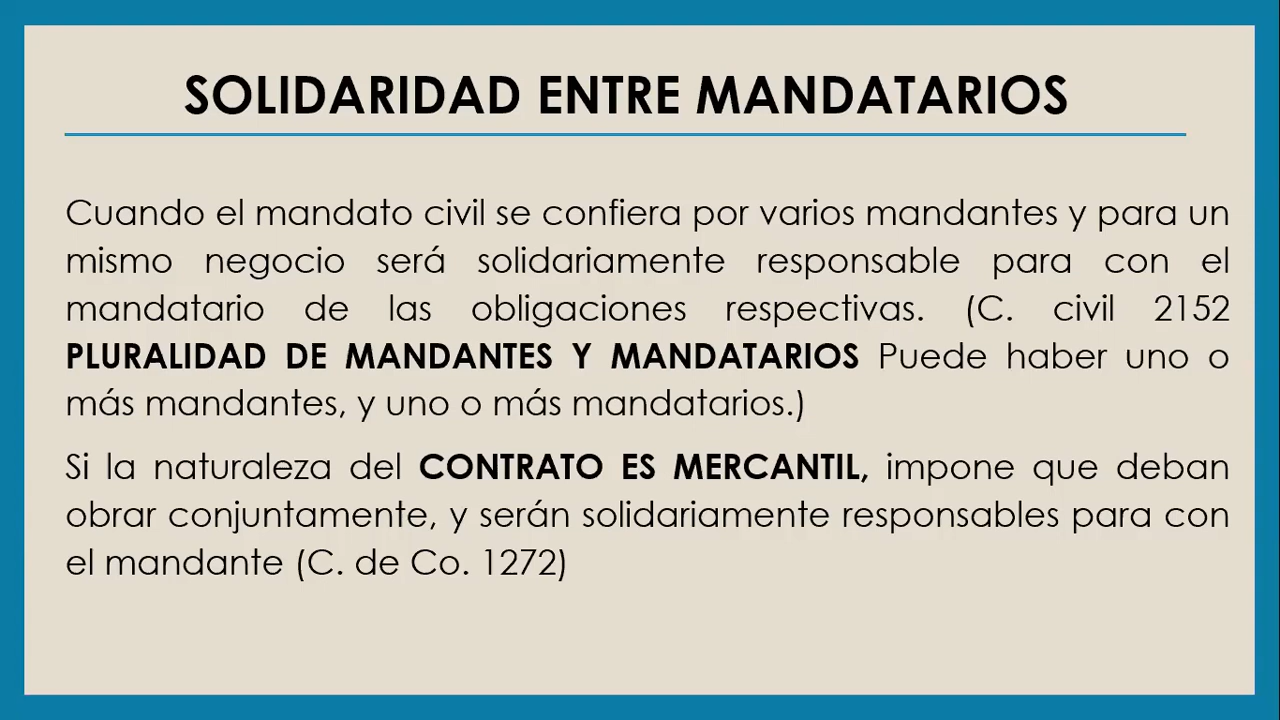 SOLIDARIDAD ENTRE MANDATARIOS
Cuando el mandato civil se confiera por varios mandantes y para un
mismo negocio será solidariamente responsable para con el
mandatario de las obligaciones respectivas. (C. civil 2152
PLURALIDAD DE MANDANTES Y MANDATARIOS Puede haber uno o
más mandantes, y uno o más mandatarios.)
Si la naturaleza del CONTRATO ES MERCANTIL, impone que deban
obrar conjuntamente, y serán solidariamente responsables para con
el mandante (C. de Co. 1272)